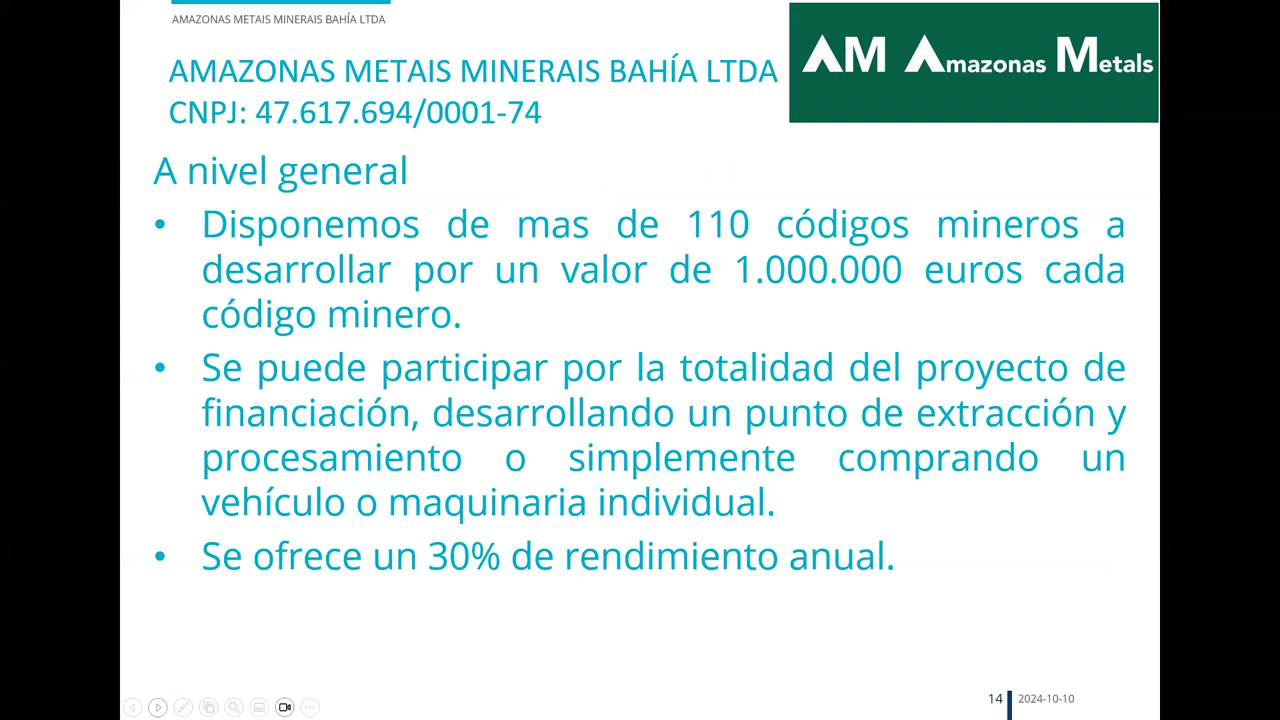 AMAZONAS METAIS MINERAIS BAHÍA LTDA
AMAZONAS METAIS MINERAIS BAHÍA LTDA
CNPJ: 47.617.694/0001-74
AM Amazonas Metals
A nivel general
• Disponemos de mas de 110 códigos mineros a
desarrollar por un valor de 1.000.000 euros cada
código minero.
• Se puede participar por la totalidad del proyecto de
financiación, desarrollando un punto de extracción y
procesamiento o simplemente comprando un
vehículo o maquinaria individual.
• Se ofrece un 30% de rendimiento anual.
14 2024-10-10